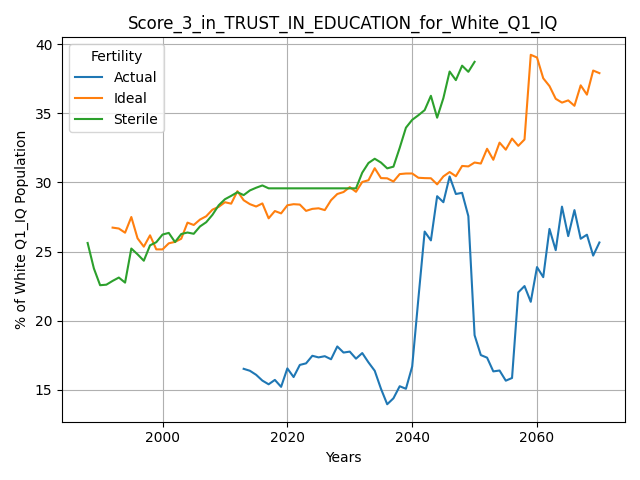 Score_3_in_TRUST_IN_EDUCATION_for_White_Q1_IQ
Fertility
Actual
Ideal
Sterile
% of White Q1_IQ Population
40
35
30
25
20
15
2000
2020
2040
2060
Years